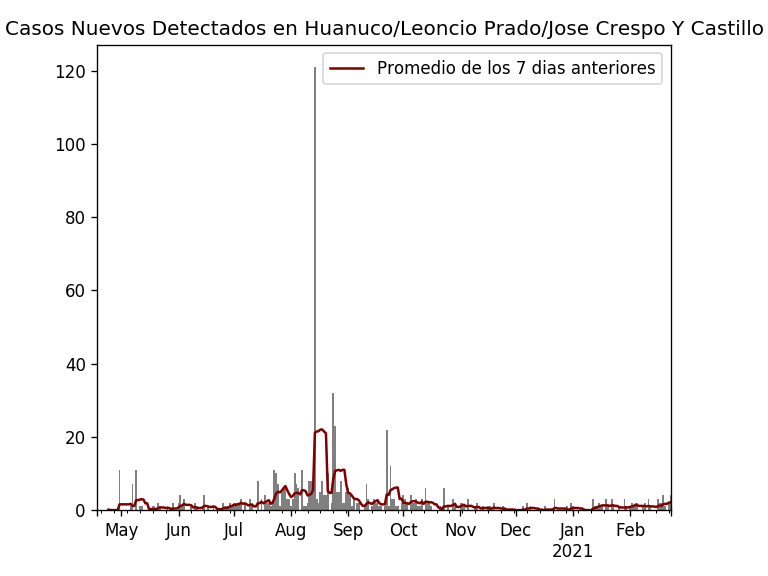 Casos Nuevos Detectados en Huanuco/Leoncio Prado/Jose Crespo Y Castillo
Promedio de los 7 dias anteriores
120
100
80
60
40
20
0
May Jun Jul Aug Sep Oct Nov Dec Jan Feb
2021